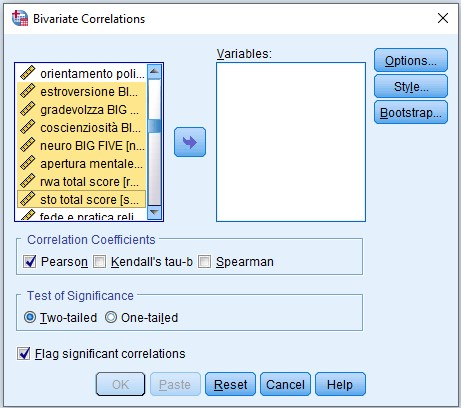 Bivariate Correlations
Variables:
orientamento poli...
estroversione BI...
gradevolzza BIG ...
coscienziosità BI...
neuro BIG FIVE [n...
apertura mentale...
rwa total score [r...
sto total score [s...
fede e pratica reli
Options...
Style...
Bootstrap...
Correlation Coefficients
Pearson Kendall's tau-b Spearman
Test of Significance
Two-tailed One-tailed
Flag significant correlations
OK Paste Reset Cancel Help